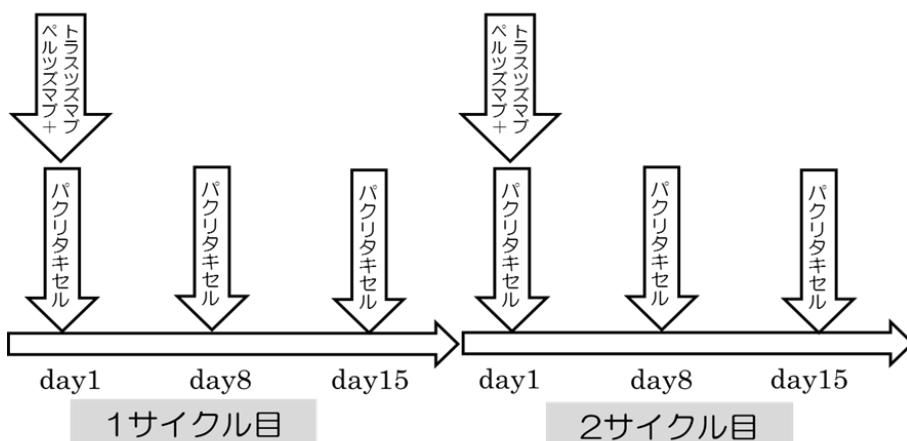 ペルツズマブ+
トラスツズマブ
ペルツズマブ+
トラスツズマブ
パクリタキセル
パクリタキセル
パクリタキセル
パクリタキセル
パクリタキセル
パクリタキセル
day1
day8
day15
day1
day8
day15
1サイクル目
2サイクル目